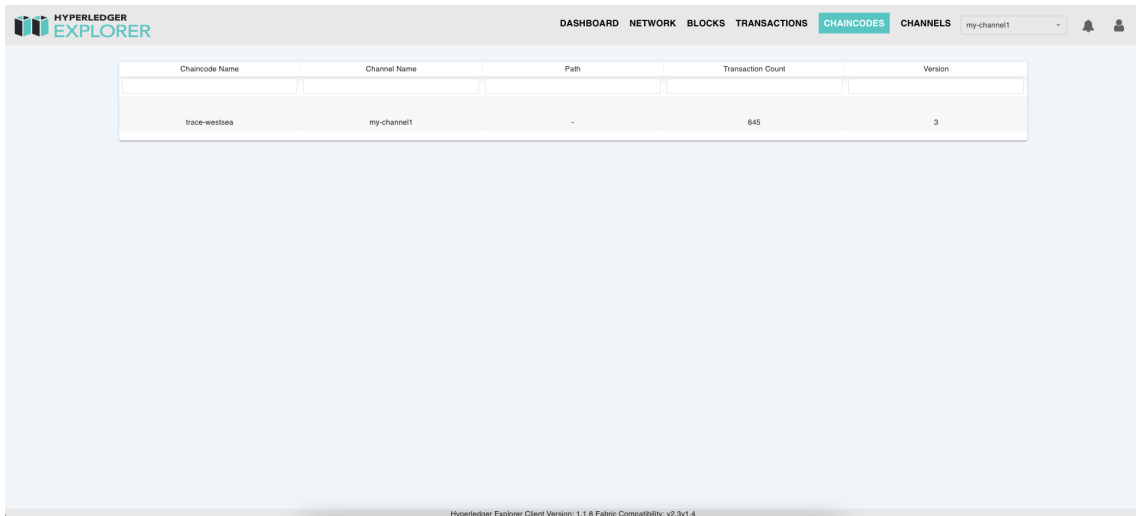 HYPERLEDGER
EXPLORER
DASHBOARD NETWORK BLOCKS TRANSACTIONS CHAINCODES CHANNELS my-channel1
Chaincode Name Channel Name Path Transaction Count Version
trace-westsea my-channel1 - 645 3
Hyperledger Explorer Client Version: 1.1.8 Fabric Compatibility: v2.3v1.4